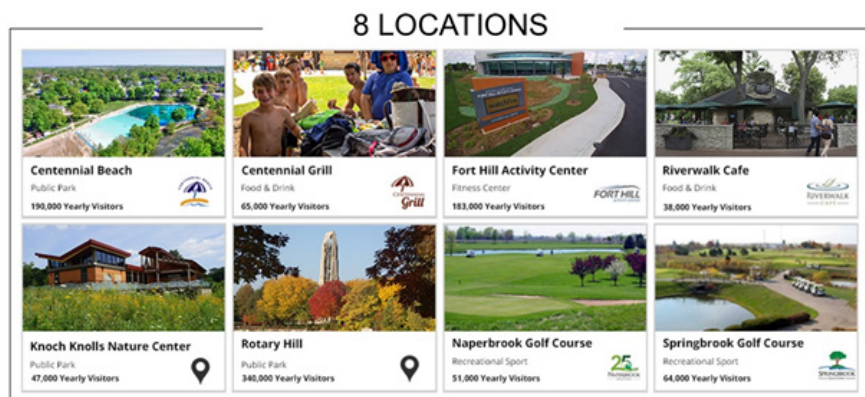 8 LOCATIONS
Centennial Beach
Public Park
190,000 Yearly Visitors
Centennial Grill
Food & Drink
65,000 Yearly Visitors
CENTENNIAL
Grill
Fort Hill Activity Center
Fitness Center
183,000 Yearly Visitors
FORT HILL
Riverwalk Cafe
Food & Drink
38,000 Yearly Visitors
RIVERWALK
CAFE
Knoch Knolls Nature Center
Public Park
47,000 Yearly Visitors
Rotary Hill
Public Park
340,000 Yearly Visitors
Naperbrook Golf Course
Recreational Sport
51,000 Yearly Visitors
25
NAPERBROOK
Springbrook Golf Course
Recreational Sport
64,000 Yearly Visitors
SPRINGBROOK